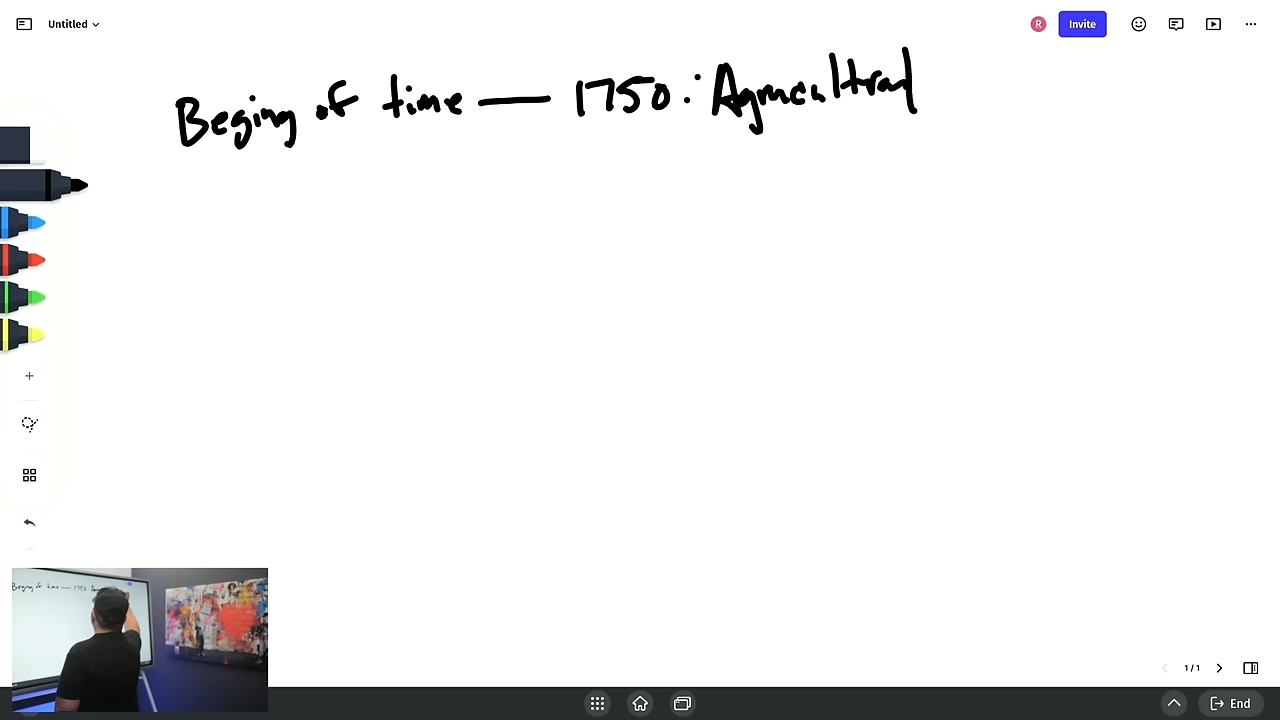 Untitled
R
Invite
Beging of time — 1750 : Agricultral
1/1
End